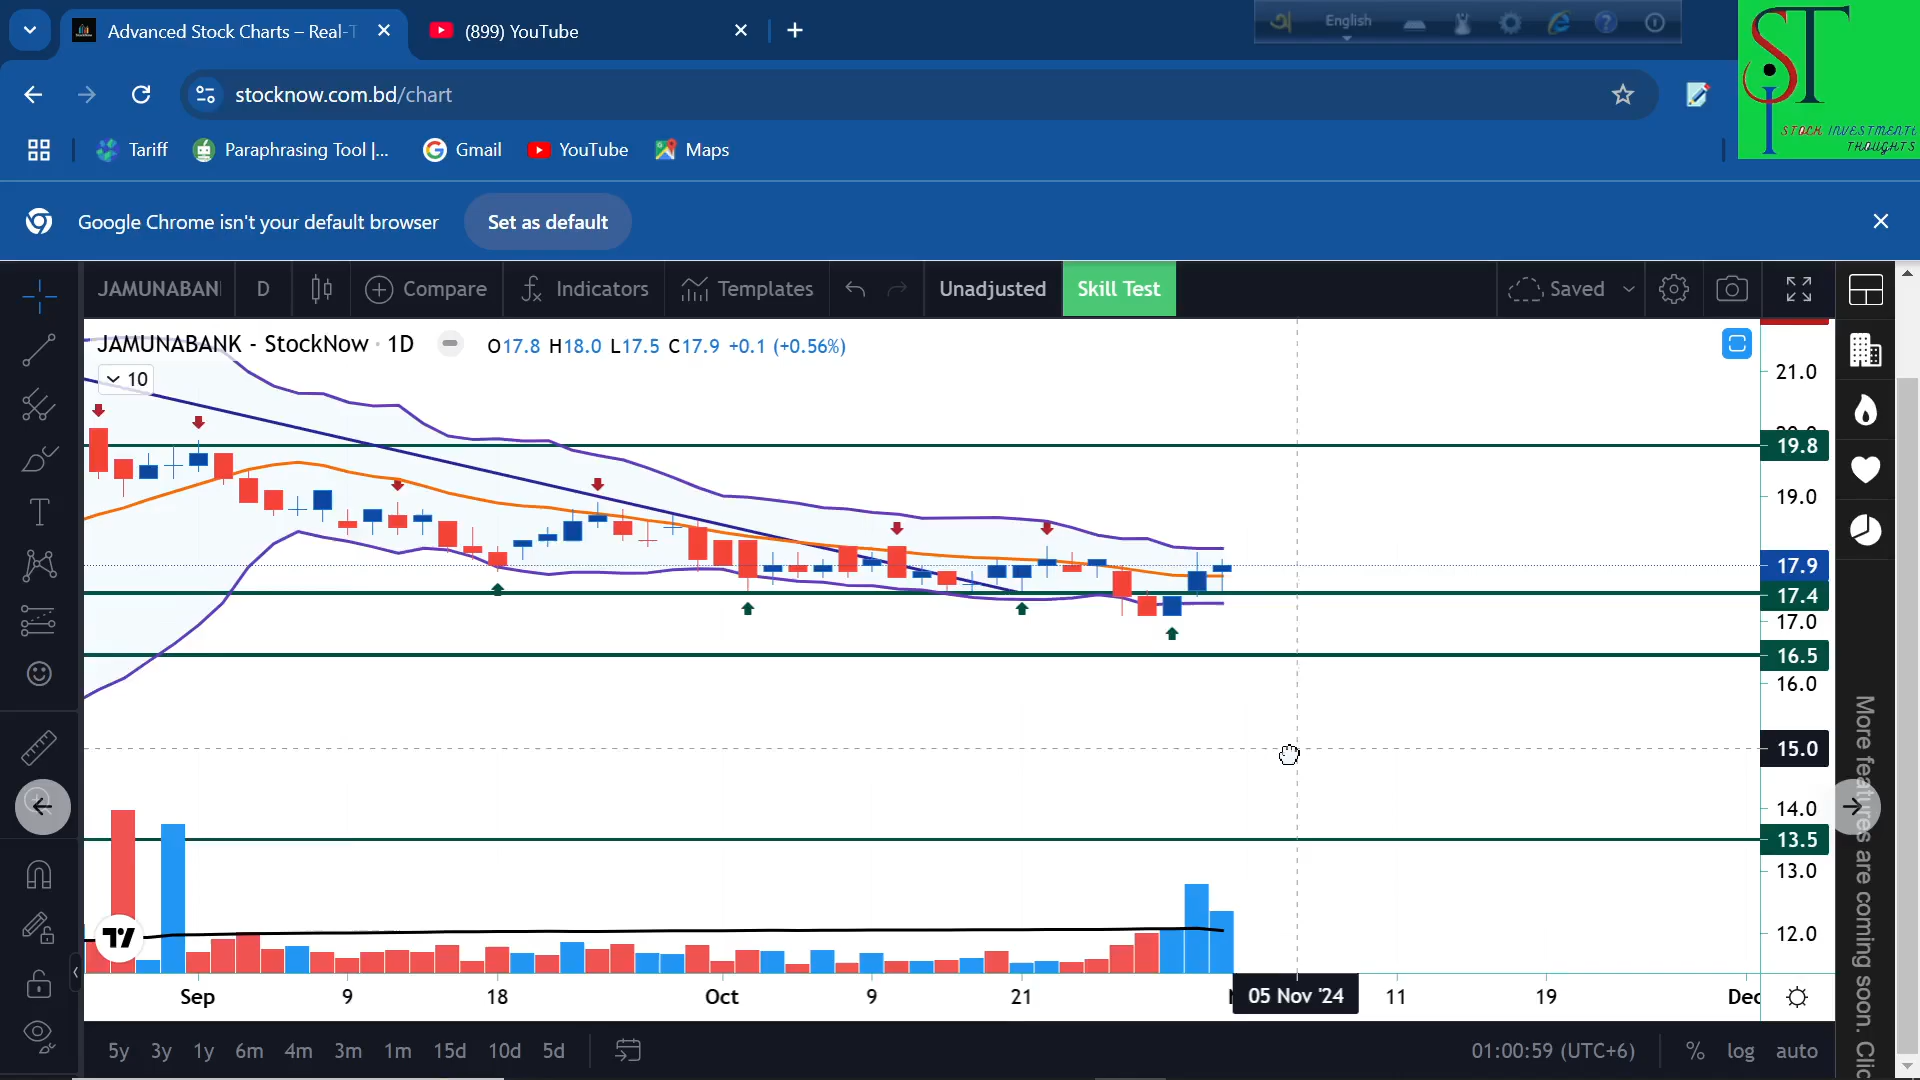 Advanced Stock Charts – Real-T
(899) YouTube
English
stocknow.com.bd/chart
STOCK INVESTMENT
THOUGHTS
Tariff
Paraphrasing Tool |...
Gmail
YouTube
Maps
Google Chrome isn't your default browser
Set as default
JAMUNABAN
D
Compare
Indicators
Templates
Unadjusted
Skill Test
Saved
JAMUNABANK - StockNow · 1D
O17.8 H18.0 L17.5 C17.9 +0.1 (+0.56%)
10
21.0
19.8
19.0
17.9
17.4
17.0
16.5
16.0
15.0
14.0
13.5
13.0
12.0
More features are coming soon. Clic
Sep
9
18
Oct
9
21
05 Nov '24
11
19
Dec
5y
3y
1y
6m
4m
3m
1m
15d
10d
5d
01:00:59 (UTC+6)
%
log
auto